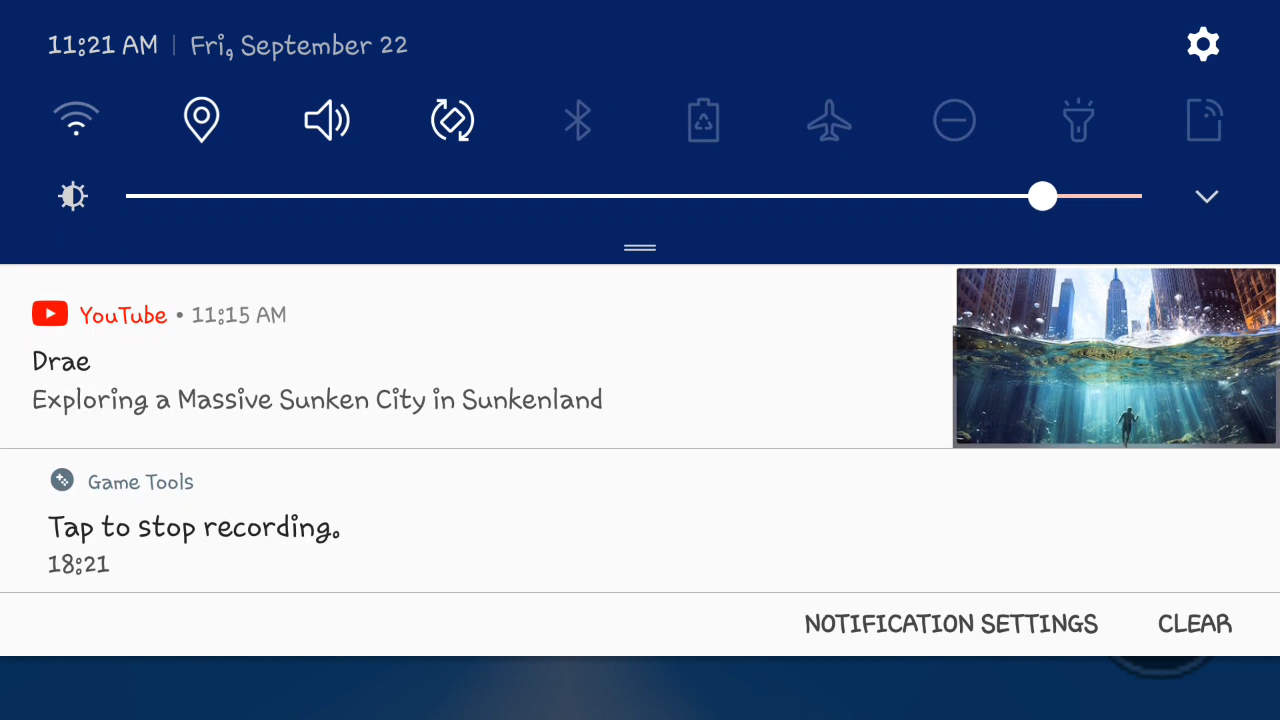 11:21 AM | Fri, September 22
YouTube • 11:15 AM
Drae
Exploring a Massive Sunken City in Sunkenland
Game Tools
Tap to stop recording.
18:21
NOTIFICATION SETTINGS CLEAR